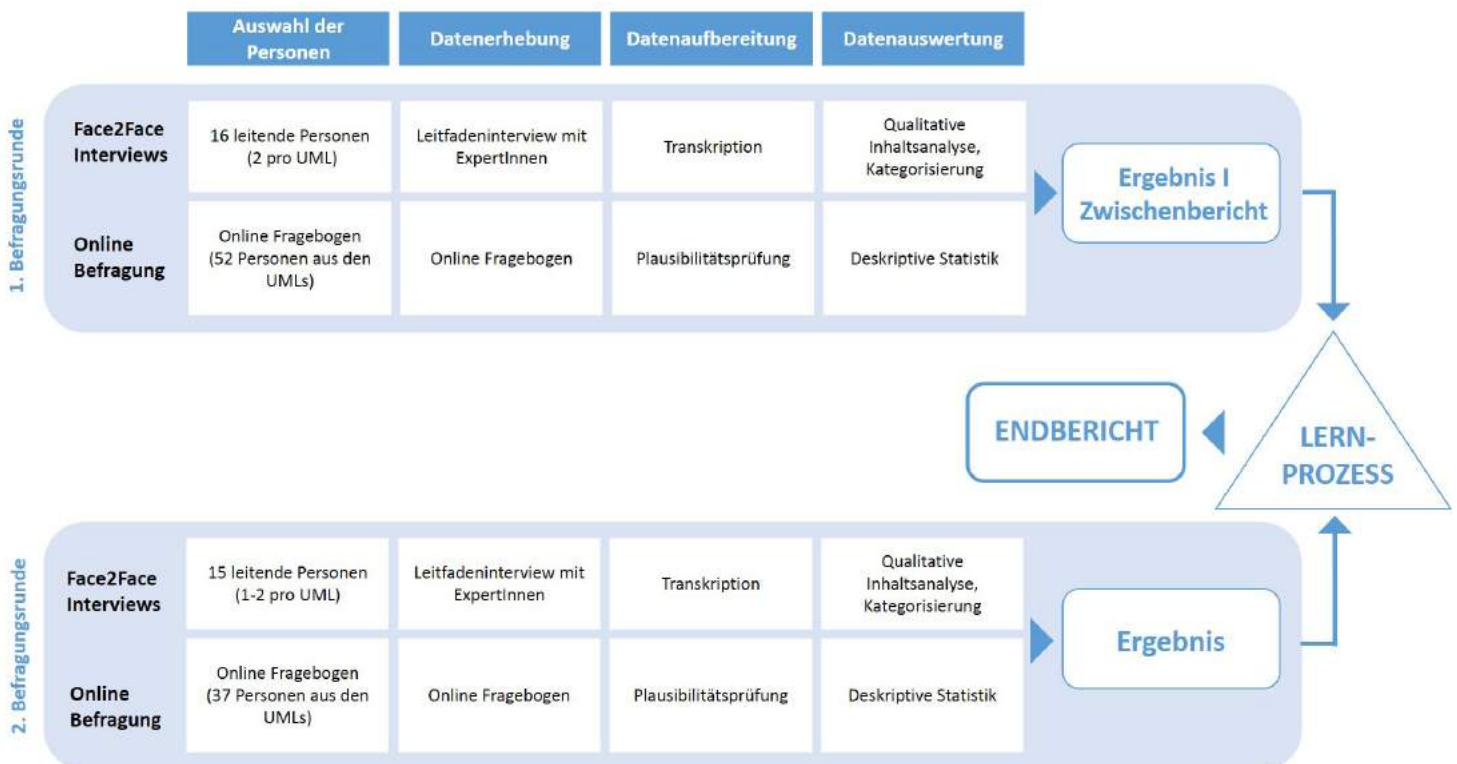 Auswahl der
Personen
Datenerhebung
Datenaufbereitung
Datenauswertung
1. Befragungsrunde
Face2Face
Interviews
16 leitende Personen
(2 pro UML)
Leitfadeninterview mit
ExpertInnen
Transkription
Qualitative
Inhaltsanalyse,
Kategorisierung
Online
Befragung
Online Fragebogen
(52 Personen aus den
UMLs)
Online Fragebogen
Plausibilitätsprüfung
Deskriptive Statistik
Ergebnis I
Zwischenbericht
LERN-
PROZESS
ENDBERICHT
2. Befragungsrunde
Face2Face
Interviews
15 leitende Personen
(1-2 pro UML)
Leitfadeninterview mit
ExpertInnen
Transkription
Qualitative
Inhaltsanalyse,
Kategorisierung
Online
Befragung
Online Fragebogen
(37 Personen aus den
UMLs)
Online Fragebogen
Plausibilitätsprüfung
Deskriptive Statistik
Ergebnis